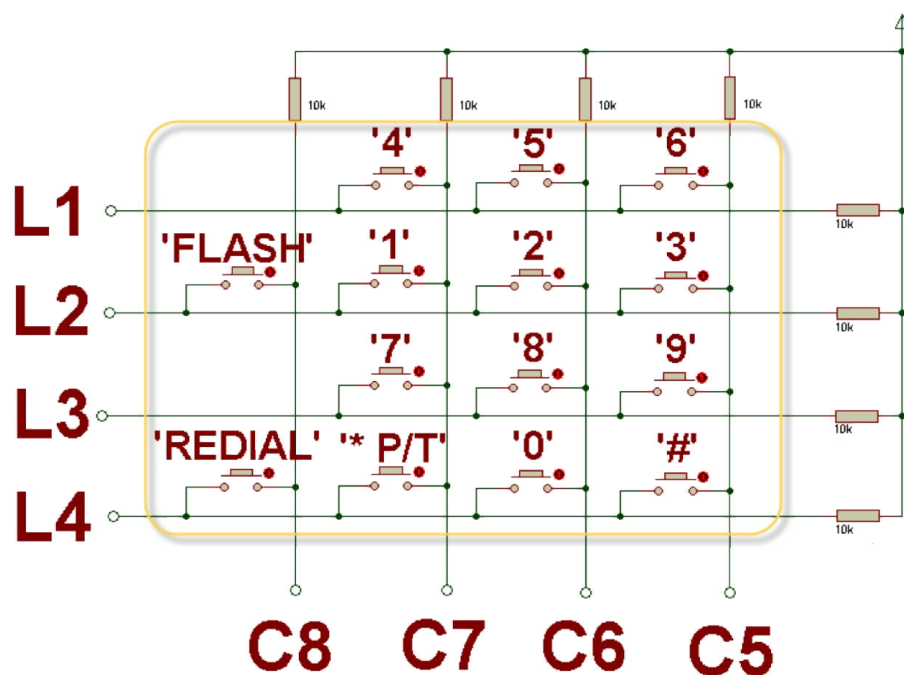 10k 10k 10k 10k
'4' '5' '6'
L1
10k
'FLASH' '1' '2' '3'
L2
10k
'7' '8' '9'
L3
10k
'REDIAL' '* P/T' '0' '#'
L4
10k
C8 C7 C6 C5